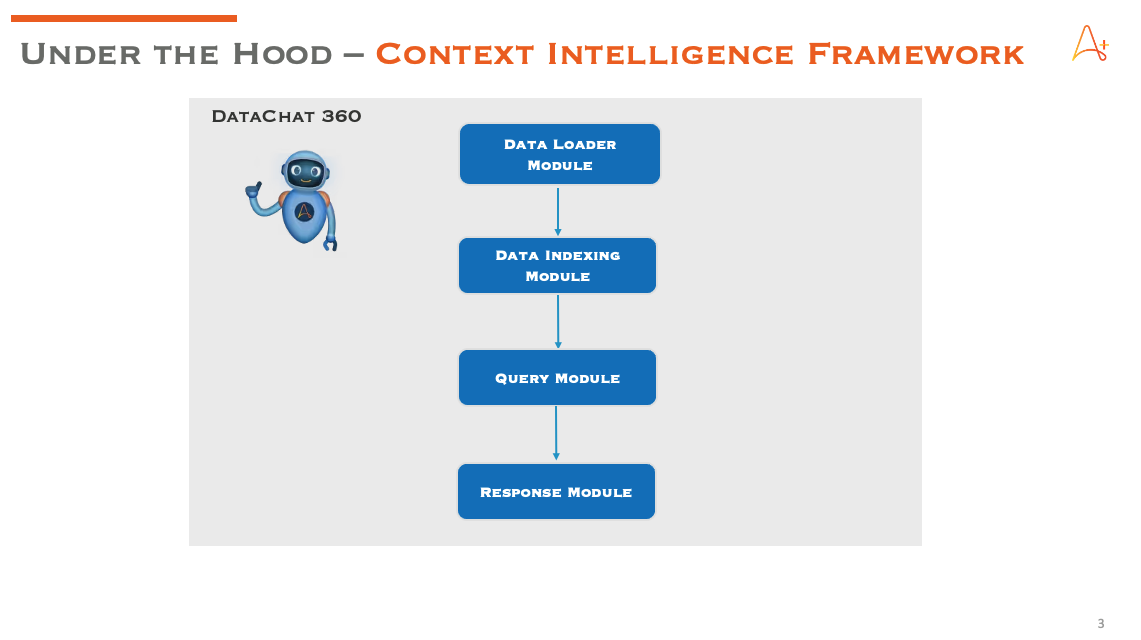 Under the Hood – Context Intelligence Framework
DataChat 360
Data Loader
Module
Data Indexing
Module
Query Module
Response Module
3